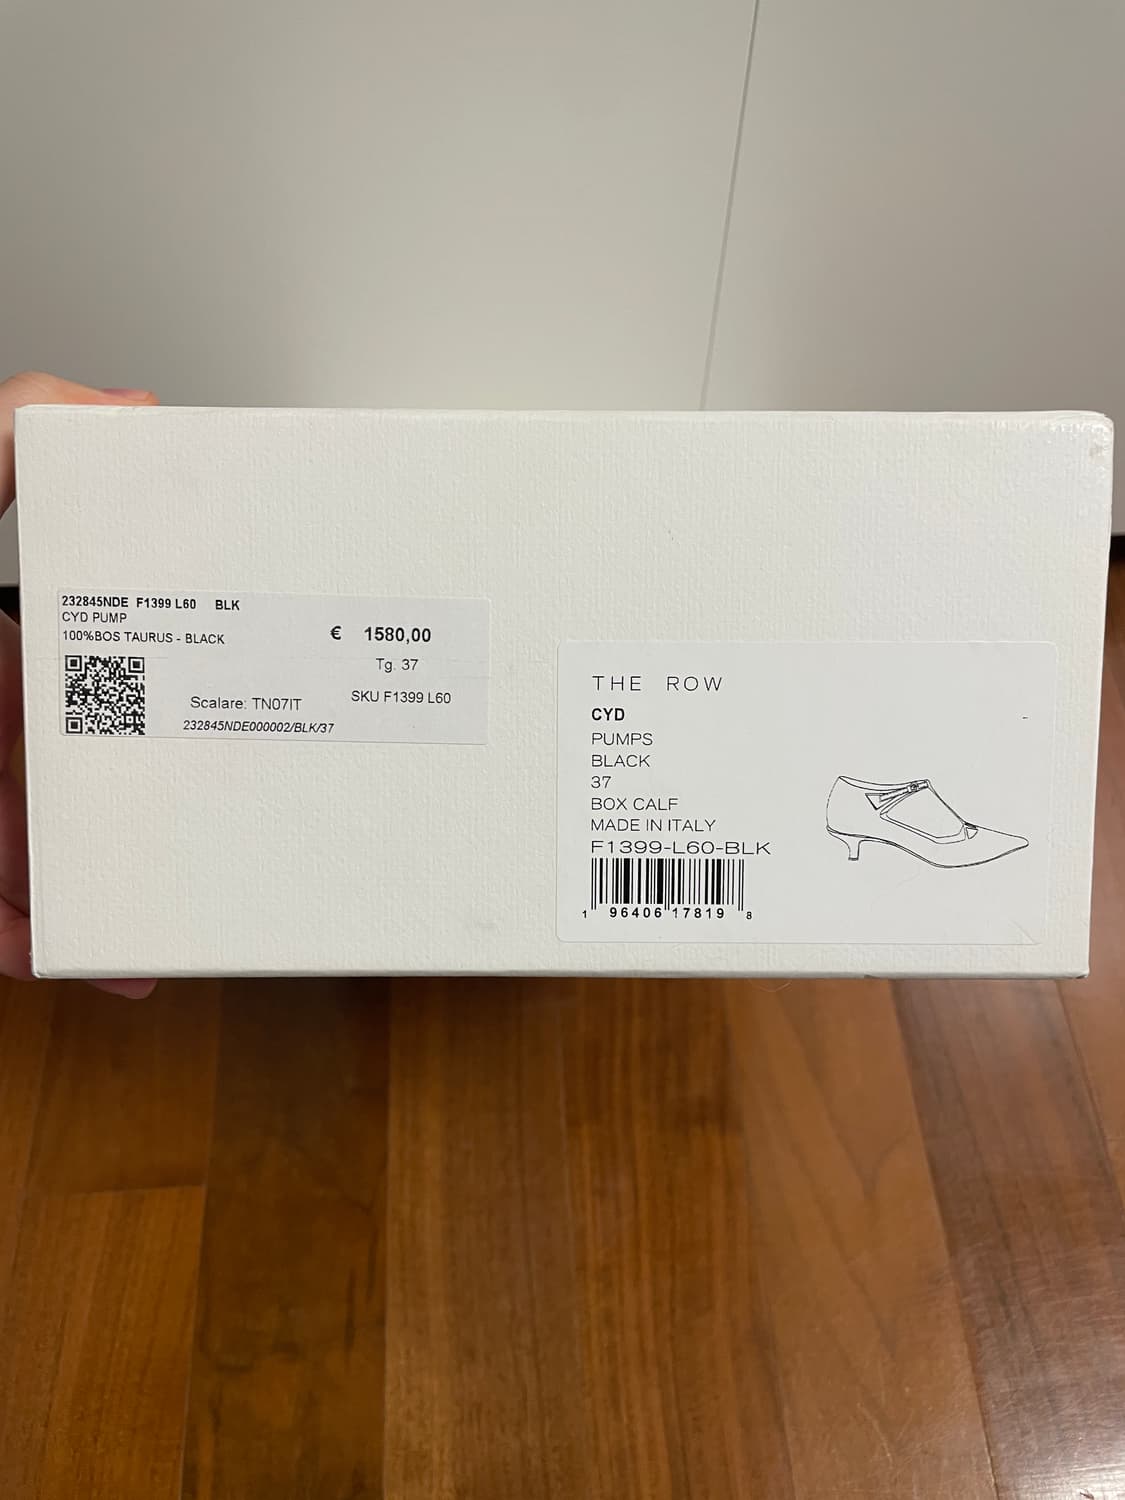 232845NDE F1399 L60 BLK
CYD PUMP
100%BOS TAURUS - BLACK
€ 1580,00
Tg. 37
SKU F1399 L60
Scalare: TN07IT
232845NDE000002/BLK/37
THE ROW
CYD
PUMPS
BLACK
37
BOX CALF
MADE IN ITALY
F1399-L60-BLK
1 96406 17819 8